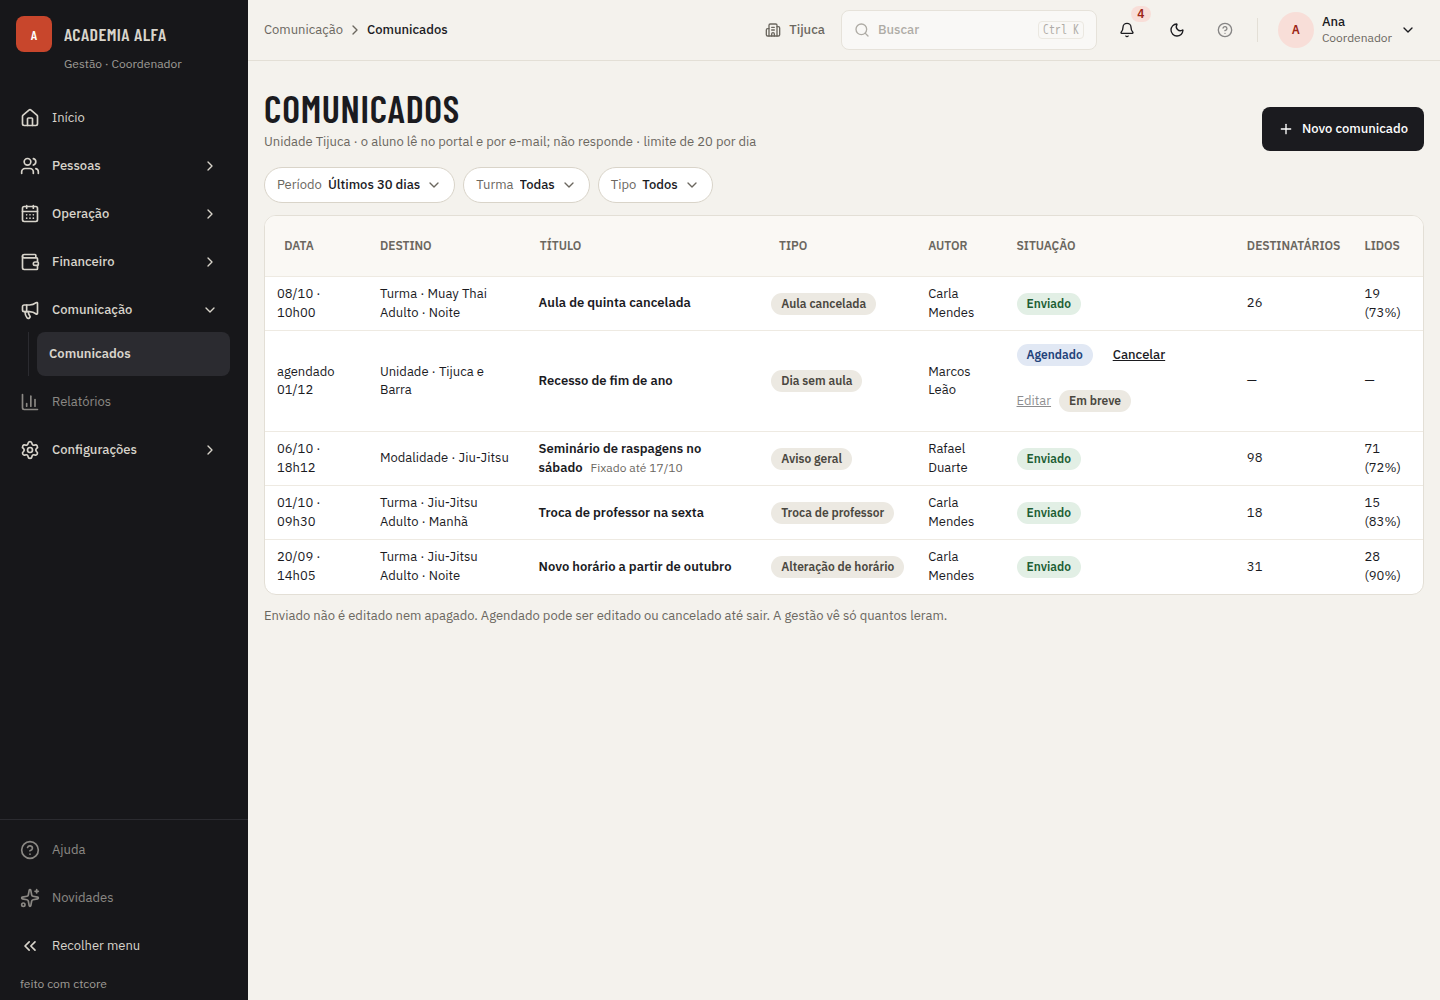 A
ACADEMIA ALFA
Gestão · Coordenador
Início
Pessoas
Operação
Financeiro
Comunicação
Comunicados
Relatórios
Configurações
Ajuda
Novidades
Recolher menu
feito com ctcore
Comunicação > Comunicados
Tijuca
Buscar
Ctrl K
4
A
Ana
Coordenador
COMUNICADOS
Unidade Tijuca · o aluno lê no portal e por e-mail; não responde · limite de 20 por dia
+ Novo comunicado
Período Últimos 30 dias
Turma Todas
Tipo Todos
DATA DESTINO TÍTULO TIPO AUTOR SITUAÇÃO DESTINATÁRIOS LIDOS
08/10 ·
10h00
Turma · Muay Thai
Adulto · Noite
Aula de quinta cancelada
Aula cancelada
Carla
Mendes
Enviado
26
19
(73%)
agendado
01/12
Unidade · Tijuca e
Barra
Recesso de fim de ano
Dia sem aula
Marcos
Leão
Agendado Cancelar
Editar Em breve
—
—
06/10 ·
18h12
Modalidade · Jiu-Jitsu
Seminário de raspagens no
sábado Fixado até 17/10
Aviso geral
Rafael
Duarte
Enviado
98
71
(72%)
01/10 ·
09h30
Turma · Jiu-Jitsu
Adulto · Manhã
Troca de professor na sexta
Troca de professor
Carla
Mendes
Enviado
18
15
(83%)
20/09 ·
14h05
Turma · Jiu-Jitsu
Adulto · Noite
Novo horário a partir de outubro
Alteração de horário
Carla
Mendes
Enviado
31
28
(90%)
Enviado não é editado nem apagado. Agendado pode ser editado ou cancelado até sair. A gestão vê só quantos leram.